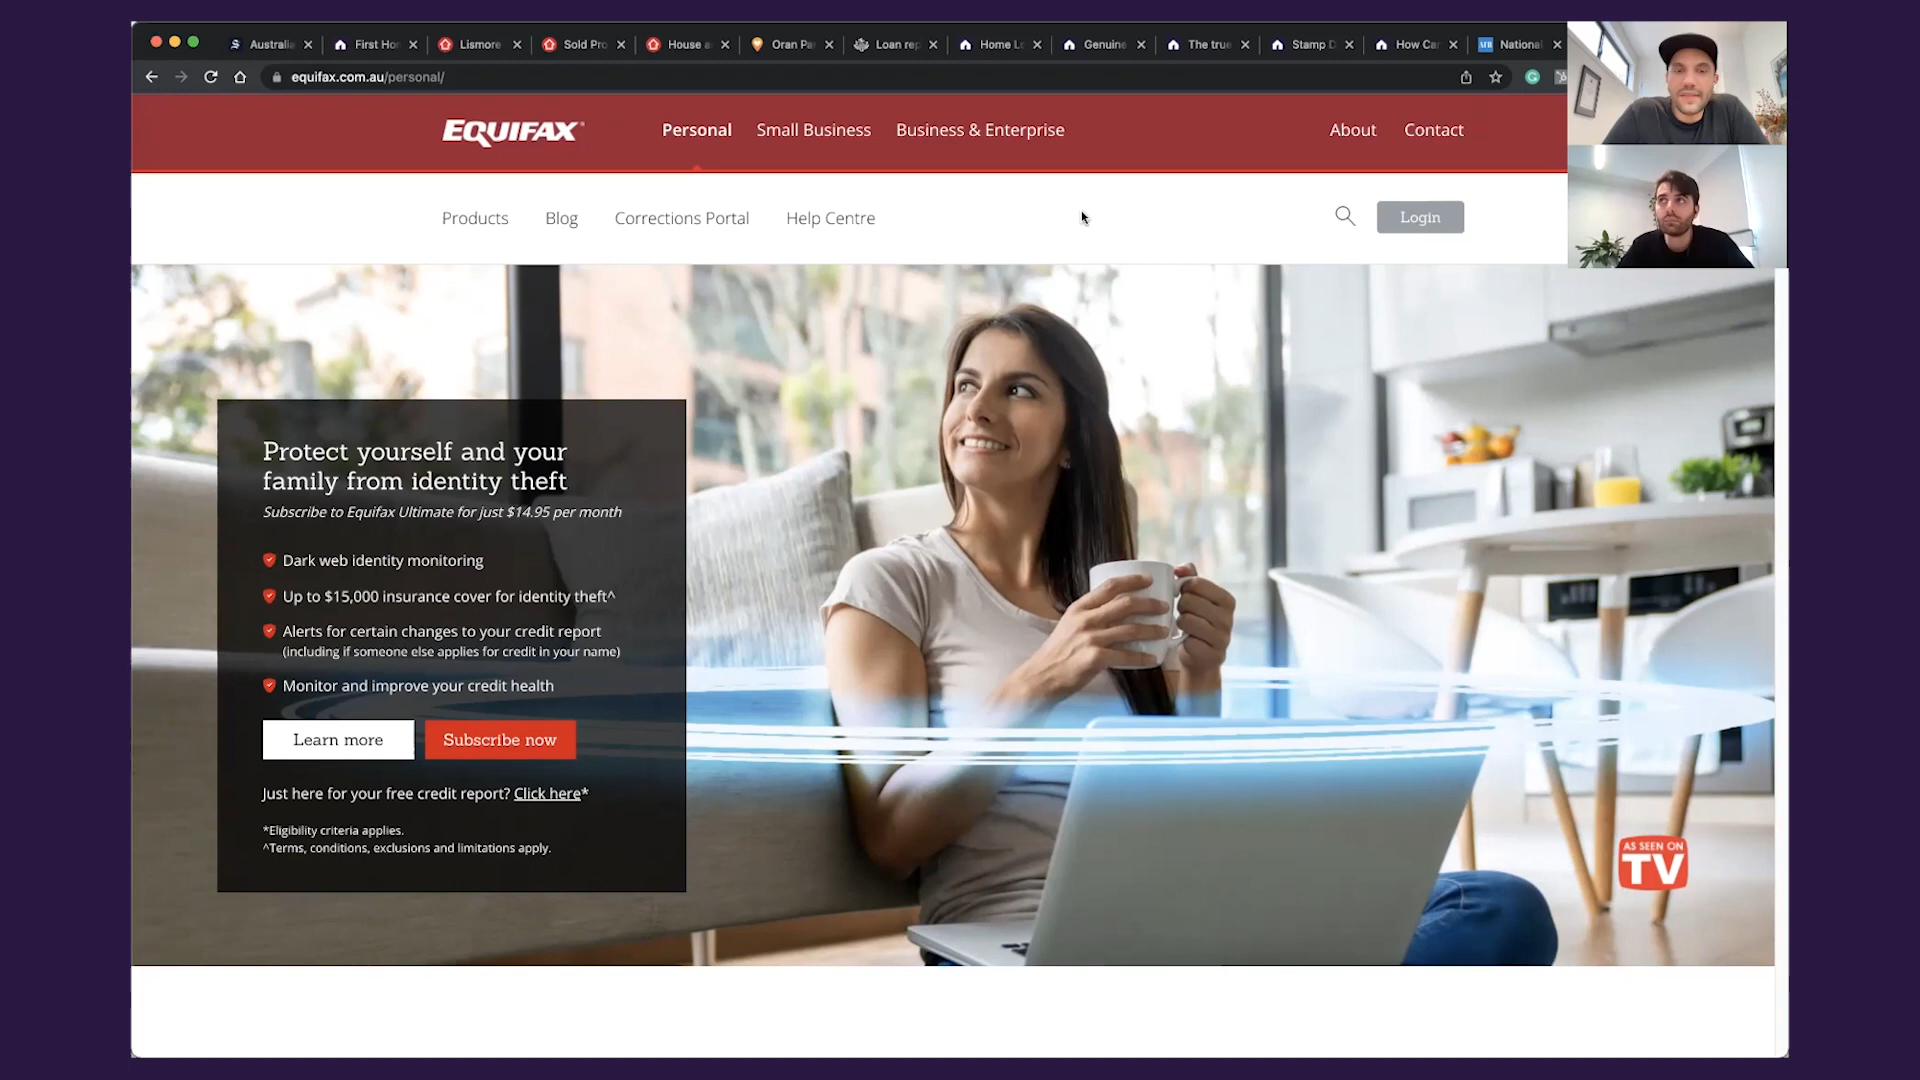 Australia
First Ho
Lismore
Sold Pro
House a
Oran Pa
Loan rep
Home Lo
Genuine
The true
Stamp D
How Car
National
equifax.com.au/personal/
EQUIFAX
Personal
Small Business
Business & Enterprise
About
Contact
Products
Blog
Corrections Portal
Help Centre
Login
Protect yourself and your
family from identity theft
Subscribe to Equifax Ultimate for just $14.95 per month
Dark web identity monitoring
Up to $15,000 insurance cover for identity theft^
Alerts for certain changes to your credit report
(including if someone else applies for credit in your name)
Monitor and improve your credit health
Learn more
Subscribe now
Just here for your free credit report? Click here*
*Eligibility criteria applies.
^Terms, conditions, exclusions and limitations apply.
AS SEEN ON
TV